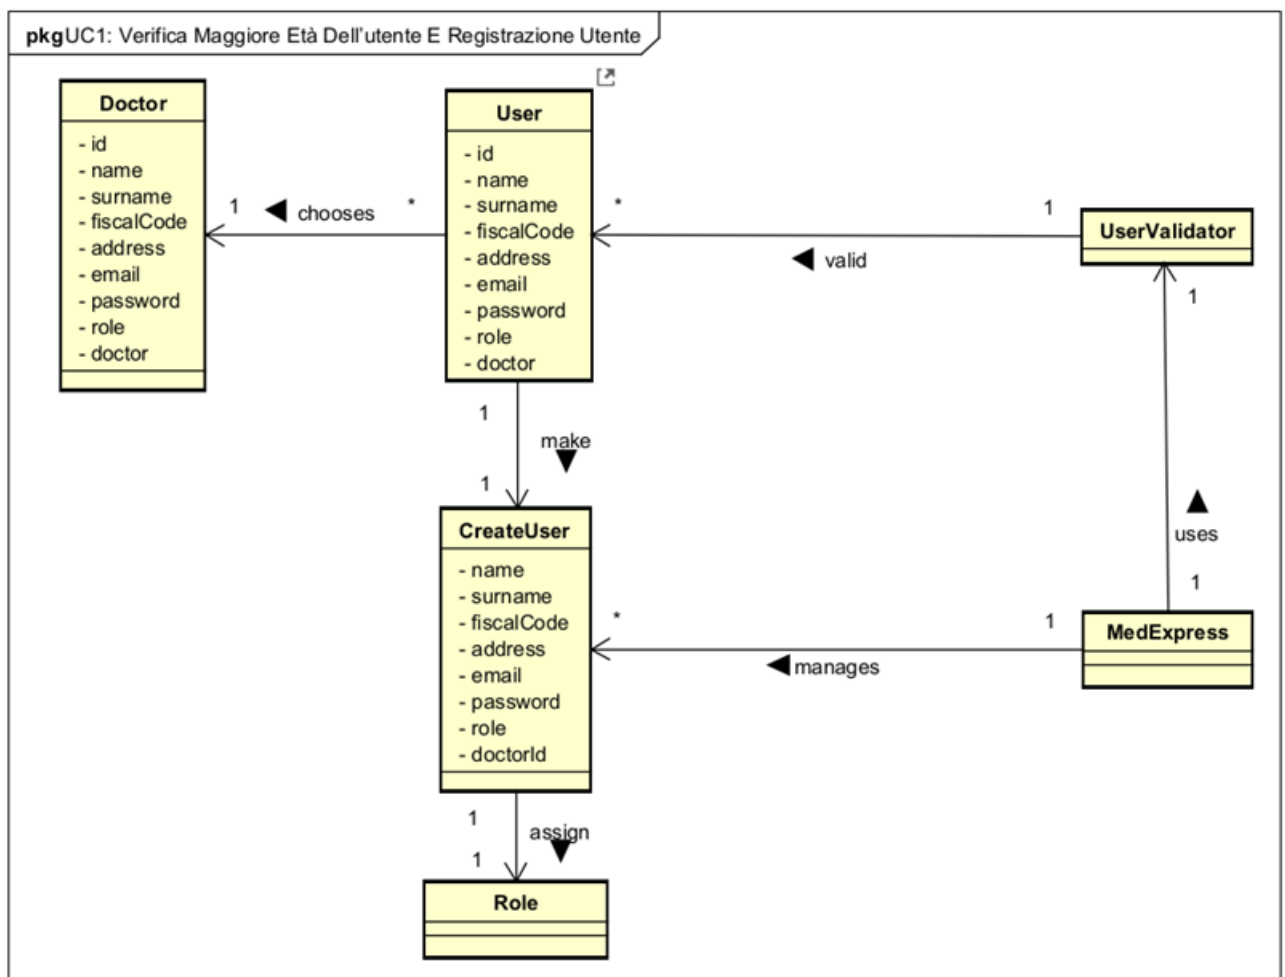 pkg UC1: Verifica Maggiore Età Dell'utente E Registrazione Utente
Doctor
- id
- name
- surname
- fiscalCode
- address
- email
- password
- role
- doctor
1
chooses
*
User
- id
- name
- surname
- fiscalCode
- address
- email
- password
- role
- doctor
*
valid
1
UserValidator
1
uses
1
1
make
1
CreateUser
- name
- surname
- fiscalCode
- address
- email
- password
- role
- doctorId
*
manages
1
MedExpress
1
assign
1
Role